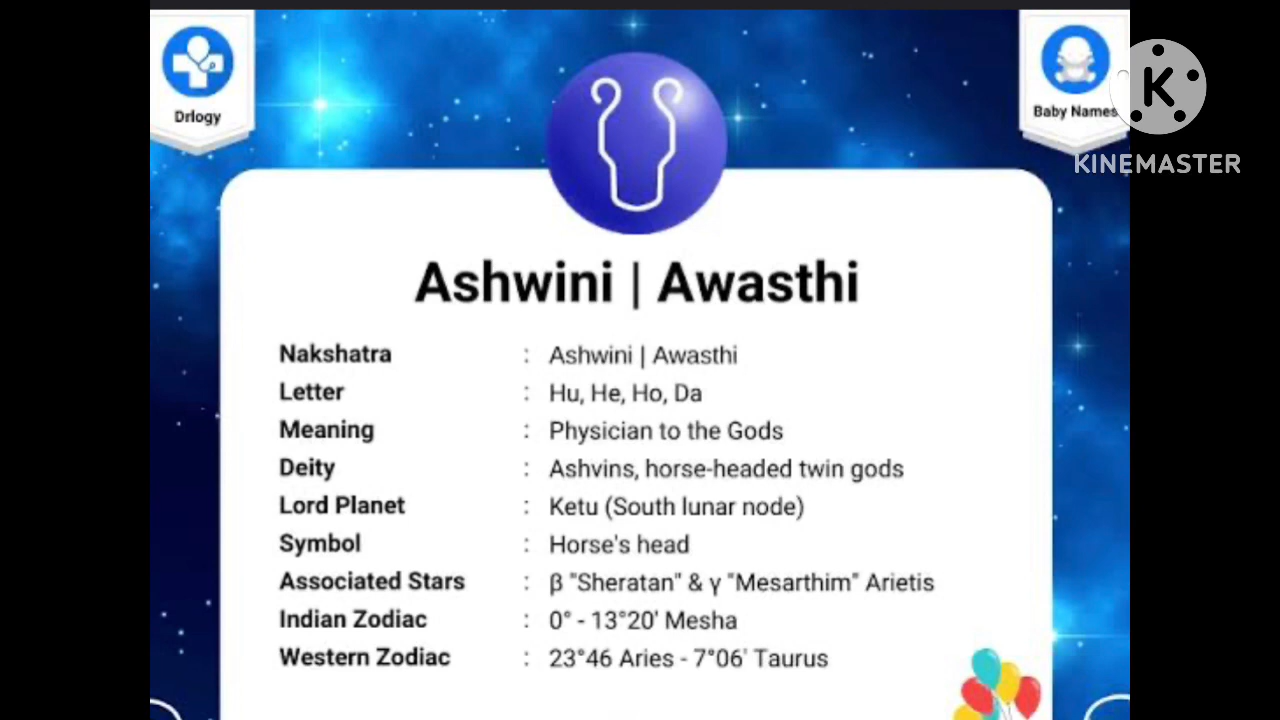 Drlogy
Baby Names
K
KINEMASTER
Ashwini | Awasthi
Nakshatra : Ashwini | Awasthi
Letter : Hu, He, Ho, Da
Meaning : Physician to the Gods
Deity : Ashvins, horse-headed twin gods
Lord Planet : Ketu (South lunar node)
Symbol : Horse's head
Associated Stars : β "Sheratan" & γ "Mesarthim" Arietis
Indian Zodiac : 0° - 13°20' Mesha
Western Zodiac : 23°46 Aries - 7°06' Taurus